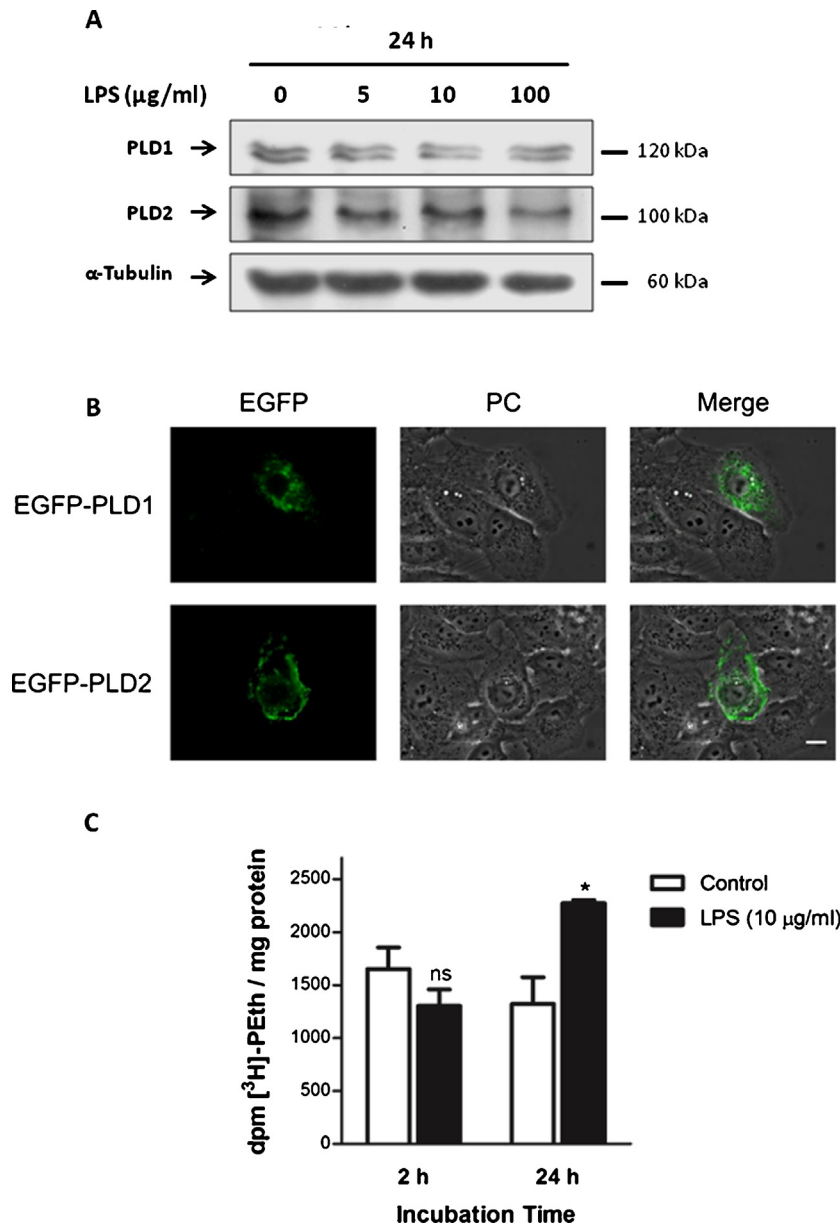 A
24 h
LPS (µg/ml) 0 5 10 100
PLD1 120 kDa
PLD2 100 kDa
α-Tubulin 60 kDa
B
EGFP PC Merge
EGFP-PLD1
EGFP-PLD2
C
dpm [³H]-PEth / mg protein
2500
2000
1500
1000
500
0
ns
*
Control
LPS (10 µg/ml)
2 h 24 h
Incubation Time